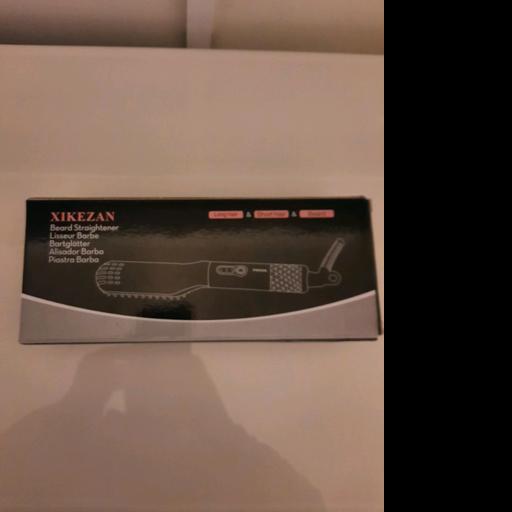 XIKEZAN
Long hair & Short hair & Beard
Beard Straightener
Lisseur Barbe
Bartglätter
Alisador Barba
Piastra Barba